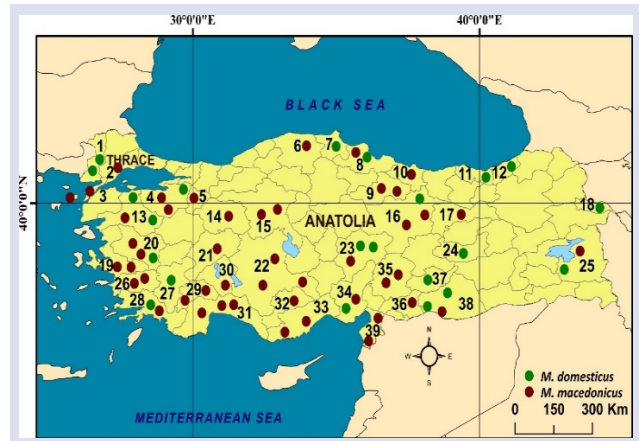 30°0'0"E 40°0'0"E
BLACK SEA
1
6 7
THRACE
8
2
10
11 12
3 4 5
9
18
40°0'0"N
40°0'0"N
13 14 15
ANATOLIA
16 17
20 21 23 24
25
19
22
26 27 29 30
35 37
28 31 32 33 34 36 38
39
N
W E
S
M. domesticus
M. macedonicus
0 150 300 Km
MEDITERRANEAN SEA